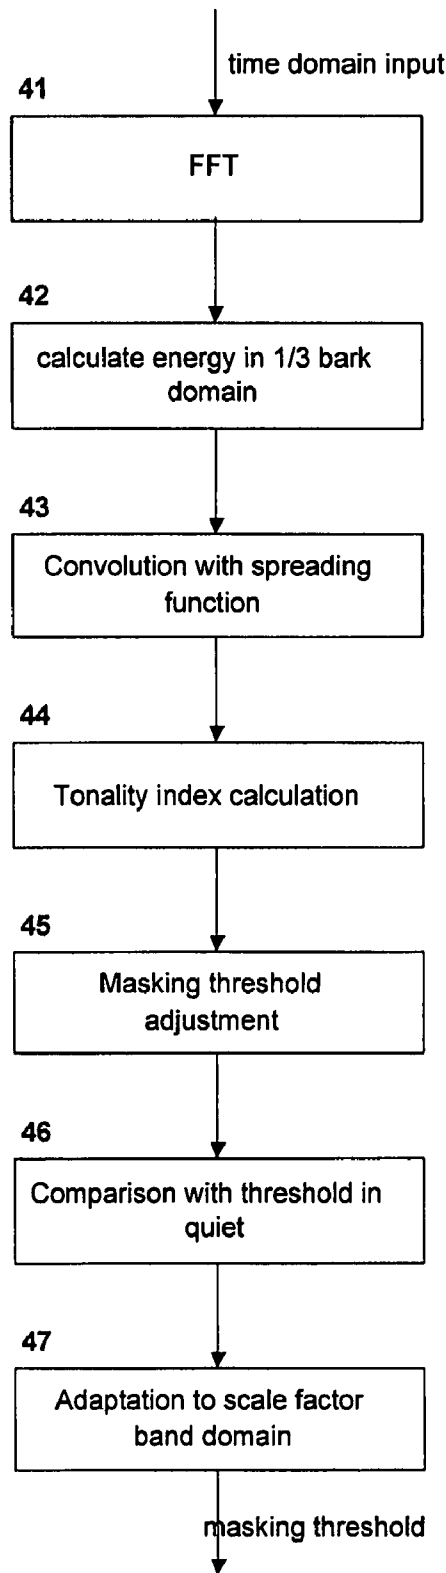 time domain input
41
FFT
42
calculate energy in 1/3 bark
domain
43
Convolution with spreading
function
44
Tonality index calculation
45
Masking threshold
adjustment
46
Comparison with threshold in
quiet
47
Adaptation to scale factor
band domain
masking threshold